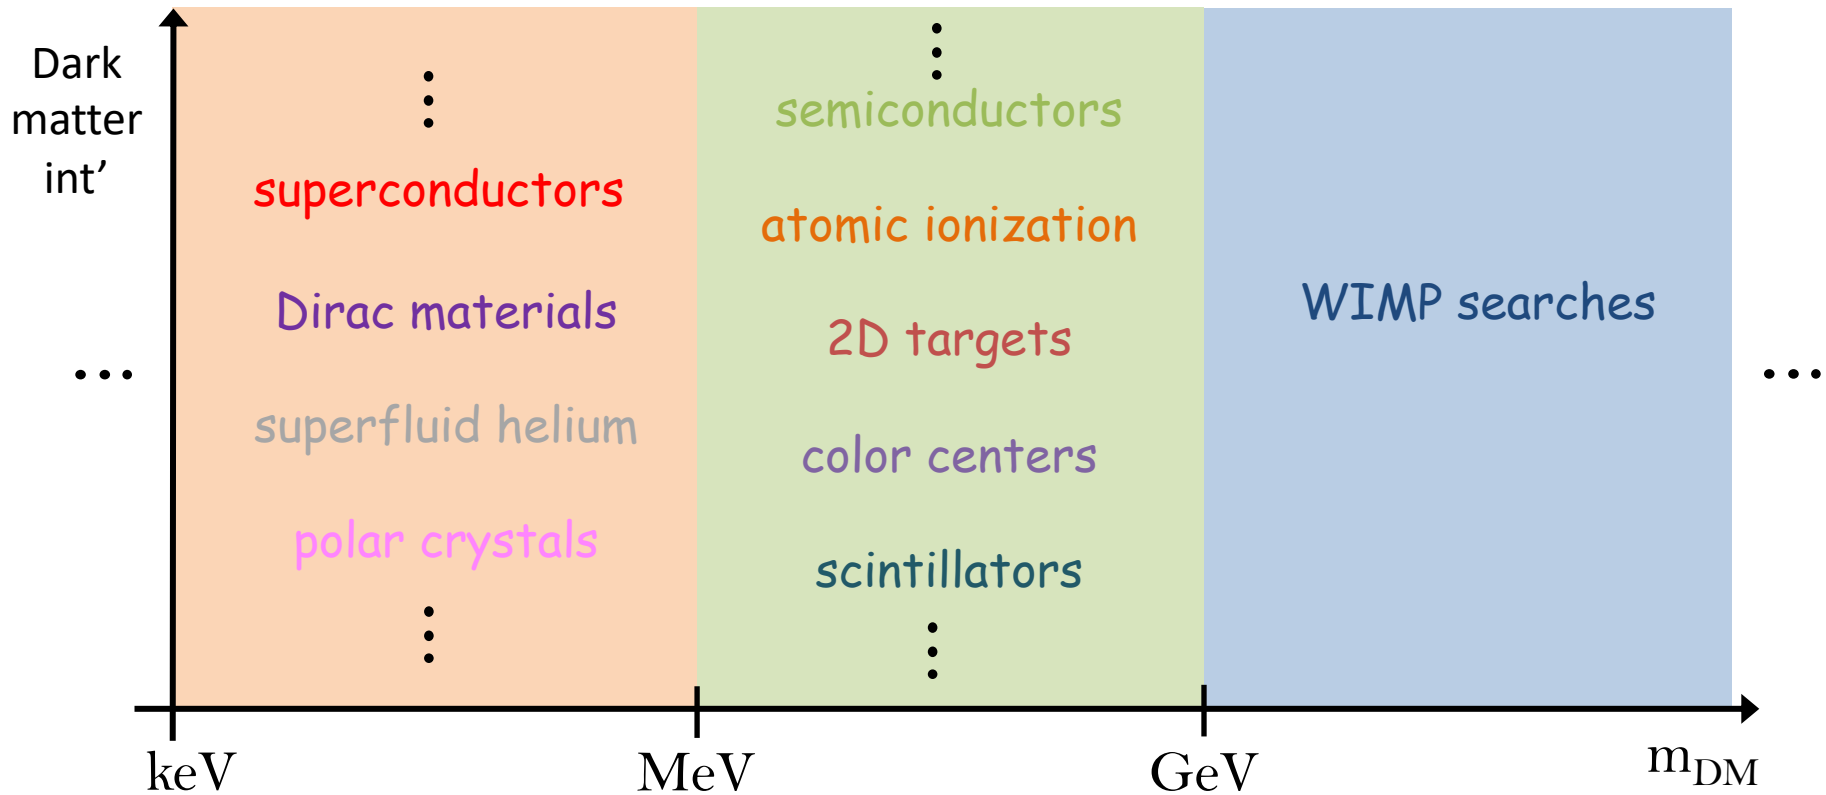 Dark
matter
int’
superconductors
Dirac materials
superfluid helium
polar crystals
semiconductors
atomic ionization
2D targets
color centers
scintillators
WIMP searches
...
...
keV
MeV
GeV
mDM